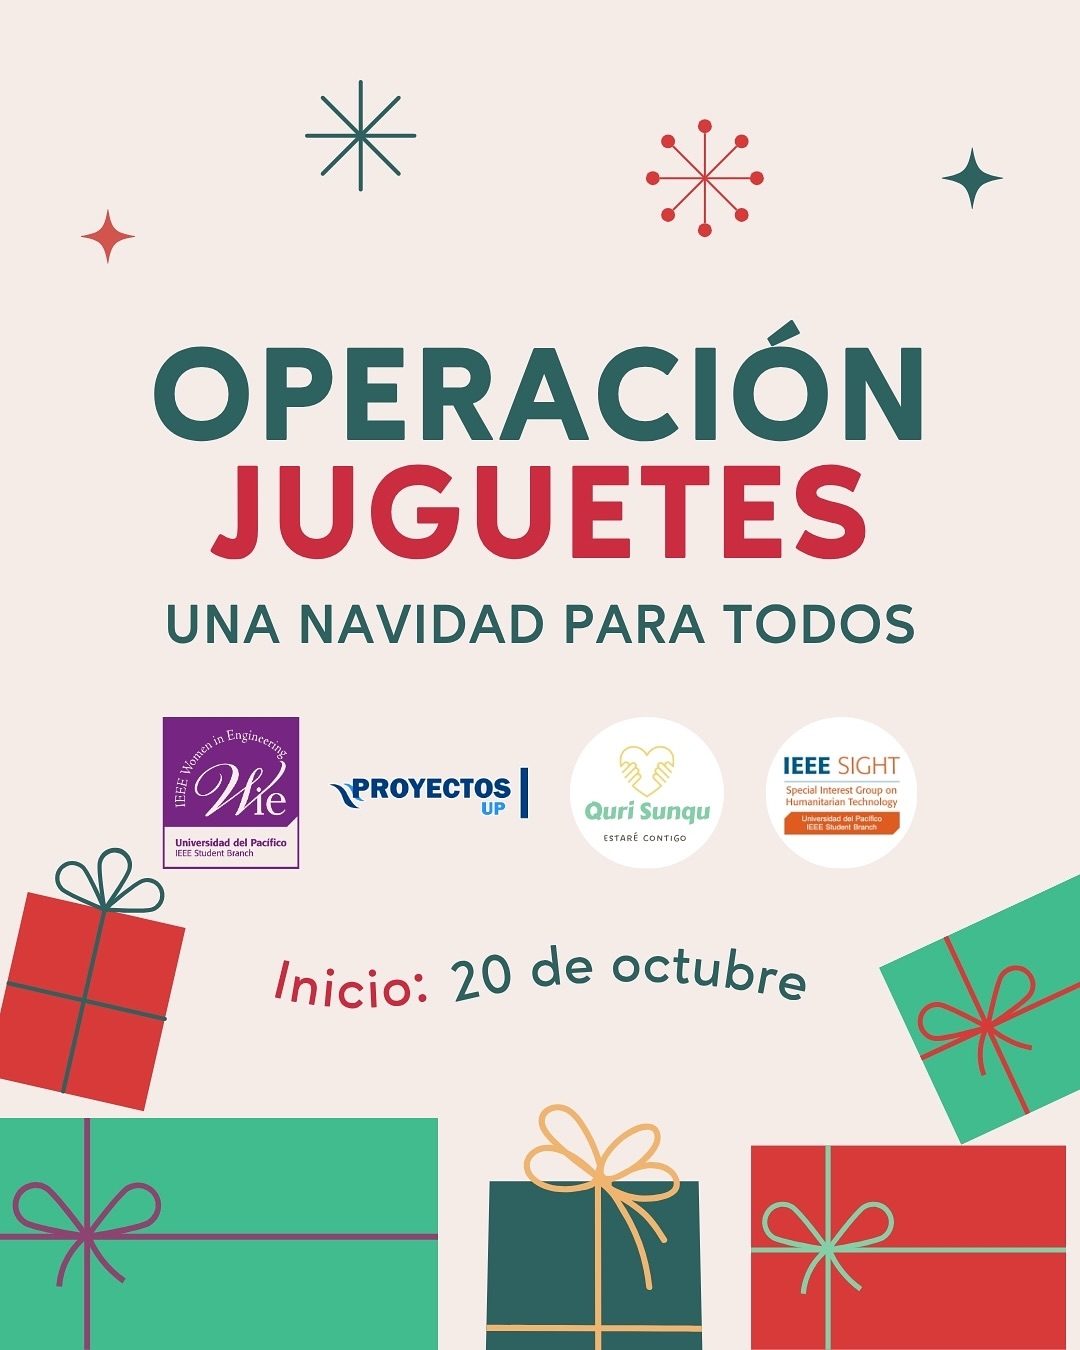 OPERACIÓN
JUGUETES
UNA NAVIDAD PARA TODOS
IEEE Women in Engineering
Wie
Universidad del Pacífico
IEEE Student Branch
PROYECTOS
UP
Quri Sunqu
ESTARÉ CONTIGO
IEEE SIGHT
Special Interest Group on
Humanitarian Technology
Universidad del Pacífico
IEEE Student Branch
Inicio: 20 de octubre